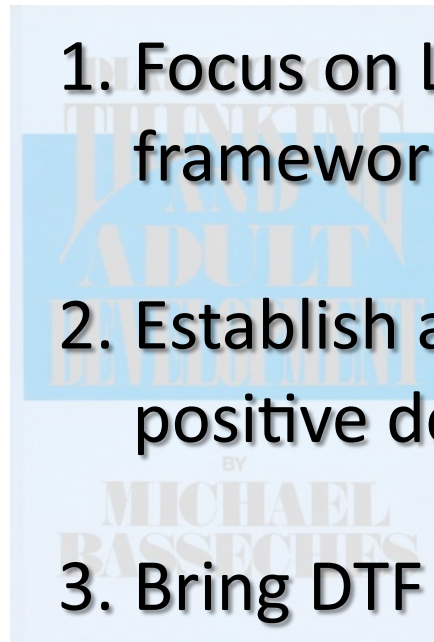 1. Focus on L
framewor
2. Establish a
positive de
3. Bring DTF
THINKING
AND
ADULT
DEVELOPMENT
BY
MICHAEL
BASSECHES